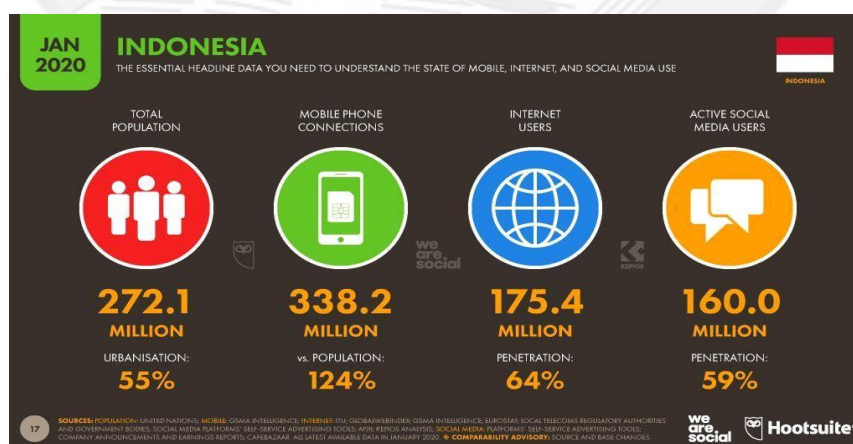 JAN
2020
INDONESIA
THE ESSENTIAL HEADLINE DATA YOU NEED TO UNDERSTAND THE STATE OF MOBILE, INTERNET, AND SOCIAL MEDIA USE
INDONESIA
TOTAL
POPULATION
MOBILE PHONE
CONNECTIONS
INTERNET
USERS
ACTIVE SOCIAL
MEDIA USERS
we
are
social
KEPIOS
272.1
MILLION
URBANISATION:
55%
338.2
MILLION
vs. POPULATION:
124%
175.4
MILLION
PENETRATION:
64%
160.0
MILLION
PENETRATION:
59%
17
SOURCES: POPULATION: UNITED NATIONS; MOBILE: GSMA INTELLIGENCE; INTERNET: ITU; GLOBALWEBINDEX; GSMA INTELLIGENCE; EUROSTAT; LOCAL TELECOMS REGULATORY AUTHORITIES
AND GOVERNMENT BODIES; SOCIAL MEDIA PLATFORMS' SELF-SERVICE ADVERTISING TOOLS; APJII; KEPIOS ANALYSIS; SOCIAL MEDIA: PLATFORMS' SELF-SERVICE ADVERTISING TOOLS;
COMPANY ANNOUNCEMENTS AND EARNINGS REPORTS; CAFEBAZAAR. ALL LATEST AVAILABLE DATA IN JANUARY 2020. COMPARABILITY ADVISORY: SOURCE AND BASE CHANGES.
we
are
social
Hootsuite